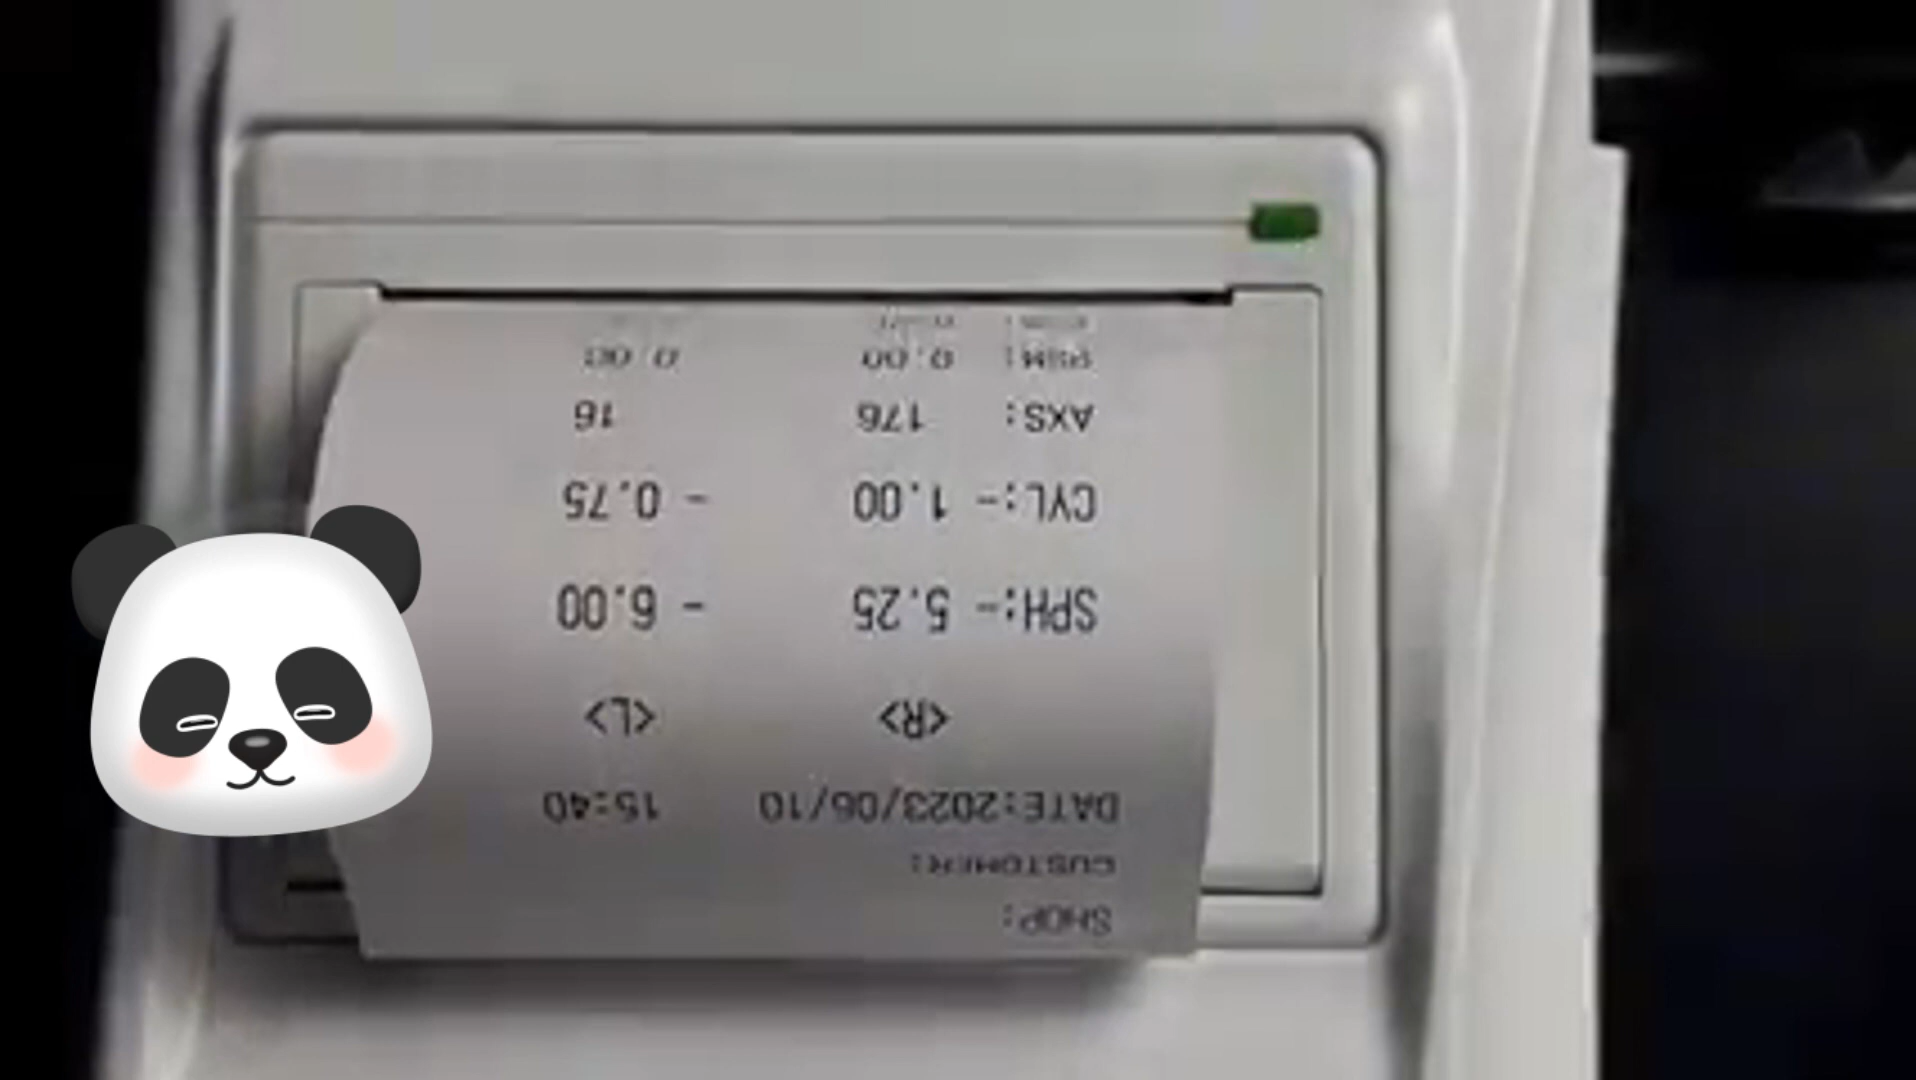 SHOP:
CUSTOMER:
DATE:2023/06/10 15:40
<R> <L>
SPH:- 5.25 - 6.00
CYL:- 1.00 - 0.75
AXS: 176 16
PSM: 0.00 0.00